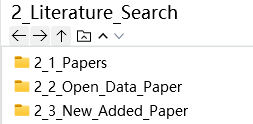 2_Literature_Search
2_1_Papers
2_2_Open_Data_Paper
2_3_New_Added_Paper